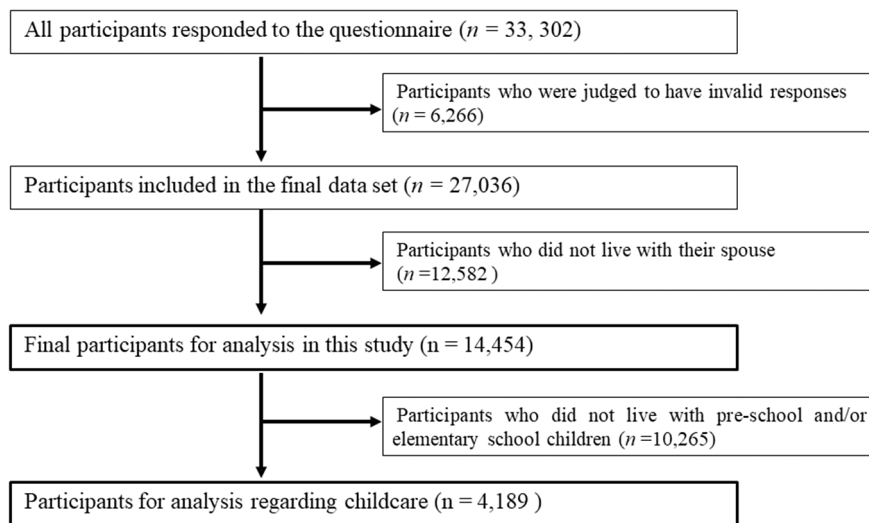 All participants responded to the questionnaire (n = 33, 302)
Participants who were judged to have invalid responses
(n = 6,266)
Participants included in the final data set (n = 27,036)
Participants who did not live with their spouse
(n =12,582 )
Final participants for analysis in this study (n = 14,454)
Participants who did not live with pre-school and/or
elementary school children (n =10,265)
Participants for analysis regarding childcare (n = 4,189 )